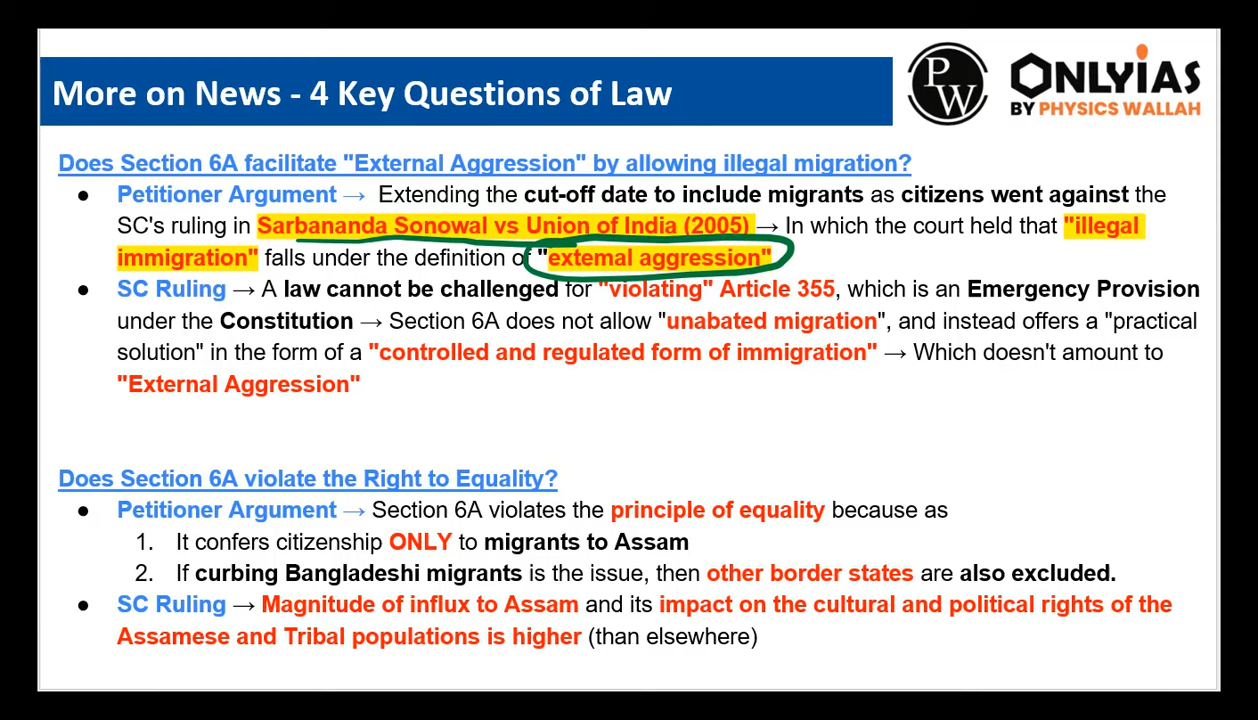 More on News - 4 Key Questions of Law
PW
ONLYIAS
BY PHYSICS WALLAH
Does Section 6A facilitate "External Aggression" by allowing illegal migration?
● Petitioner Argument → Extending the cut-off date to include migrants as citizens went against the
SC's ruling in Sarbananda Sonowal vs Union of India (2005) → In which the court held that "illegal
immigration" falls under the definition of "external aggression"
● SC Ruling → A law cannot be challenged for "violating" Article 355, which is an Emergency Provision
under the Constitution → Section 6A does not allow "unabated migration", and instead offers a "practical
solution" in the form of a "controlled and regulated form of immigration" → Which doesn't amount to
"External Aggression"
Does Section 6A violate the Right to Equality?
● Petitioner Argument → Section 6A violates the principle of equality because as
1. It confers citizenship ONLY to migrants to Assam
2. If curbing Bangladeshi migrants is the issue, then other border states are also excluded.
● SC Ruling → Magnitude of influx to Assam and its impact on the cultural and political rights of the
Assamese and Tribal populations is higher (than elsewhere)